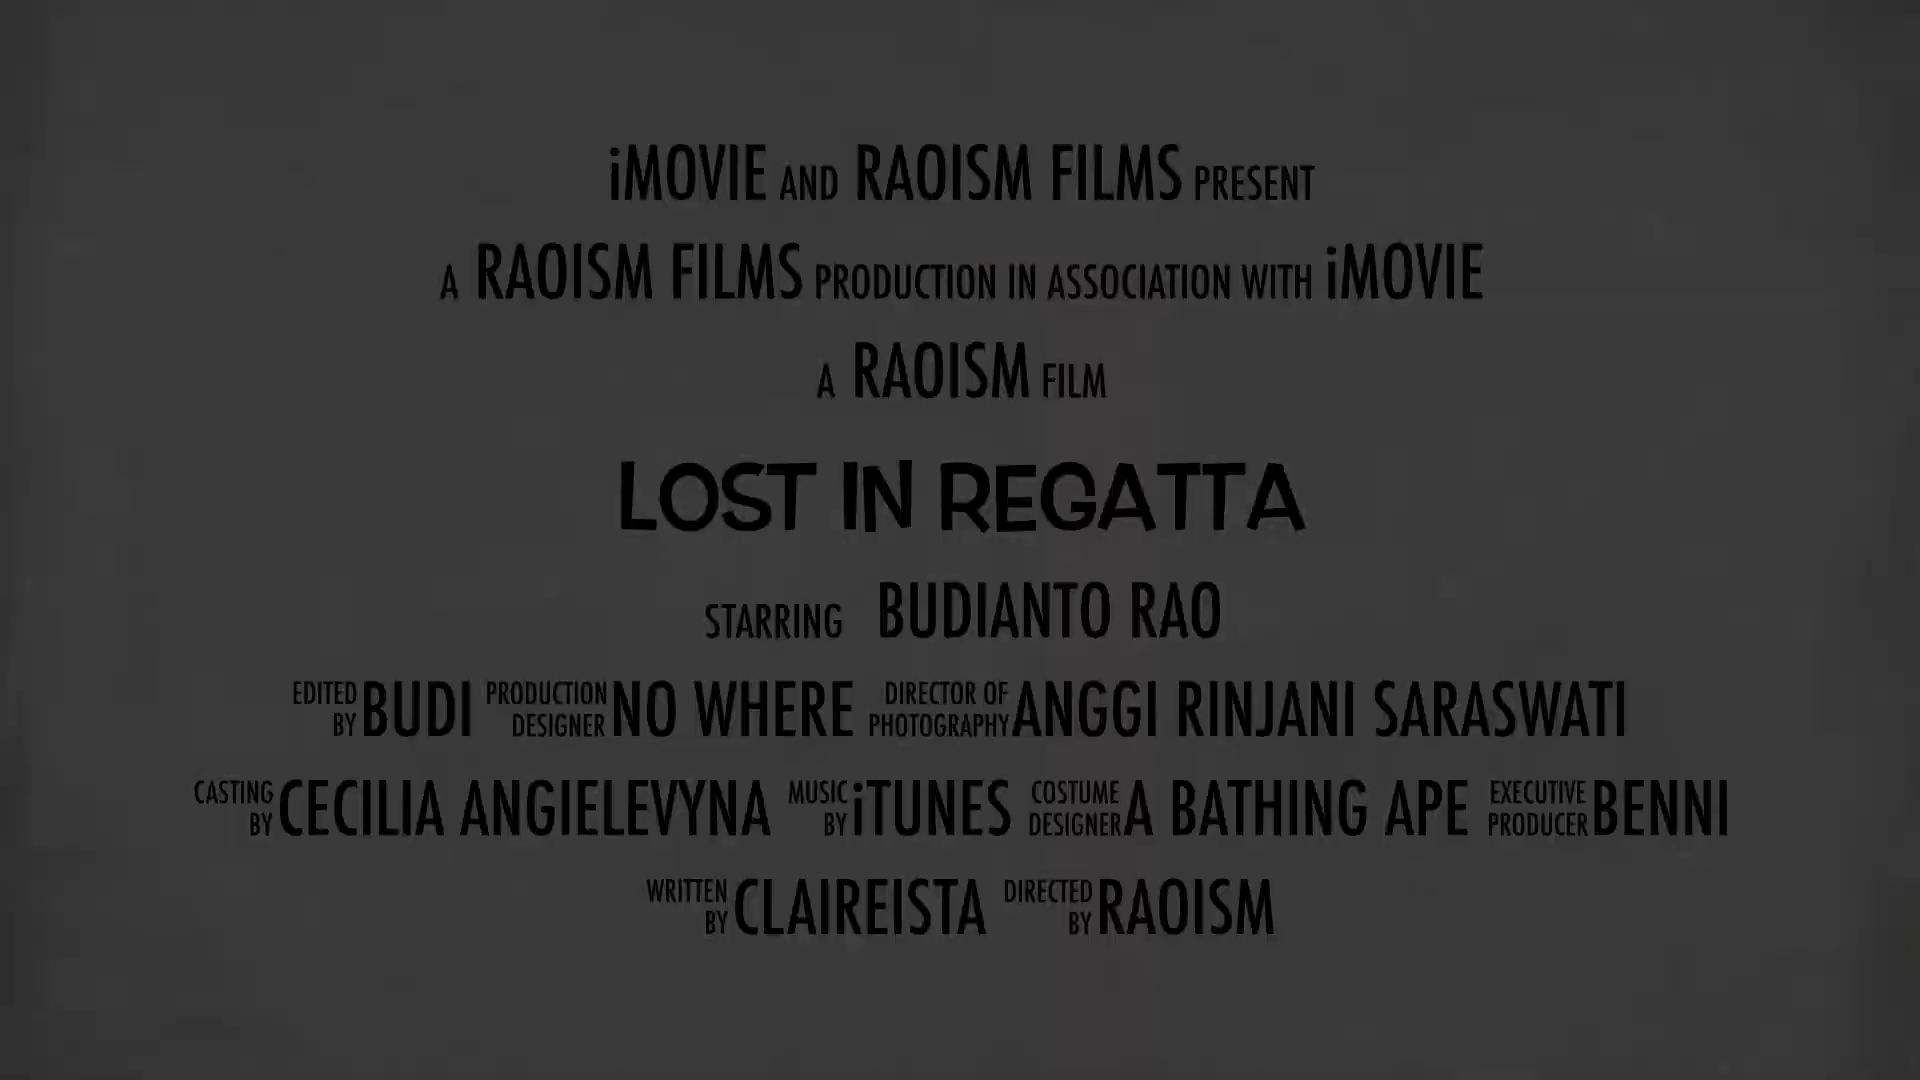 iMOVIE AND RAOISM FILMS PRESENT
A RAOISM FILMS PRODUCTION IN ASSOCIATION WITH iMOVIE
A RAOISM FILM
LOST IN REGATTA
STARRING BUDIANTO RAO
EDITED BY BUDI PRODUCTION DESIGNER NO WHERE DIRECTOR OF PHOTOGRAPHY ANGGI RINJANI SARASWATI
CASTING BY CECILIA ANGIELEVYNA MUSIC BY iTUNES COSTUME DESIGNER A BATHING APE EXECUTIVE PRODUCER BENNI
WRITTEN BY CLAIREISTA DIRECTED BY RAOISM